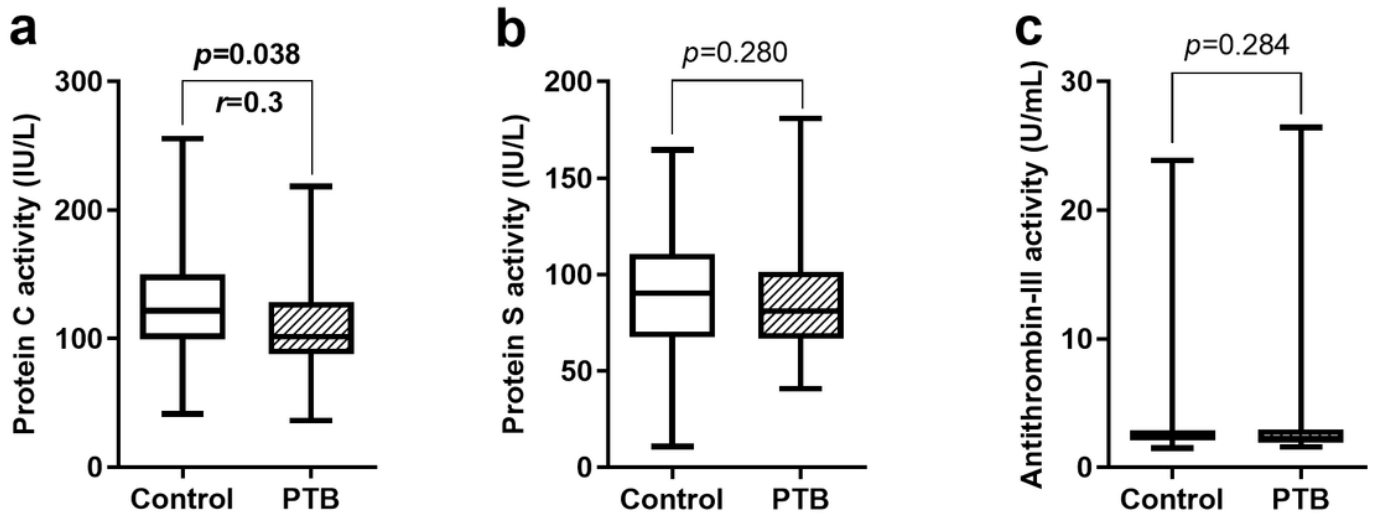 a
p=0.038
r=0.3
Protein C activity (IU/L)
300
200
100
0
Control
PTB
b
p=0.280
Protein S activity (IU/L)
200
150
100
50
0
Control
PTB
c
p=0.284
Antithrombin-III activity (U/mL)
30
20
10
0
Control
PTB